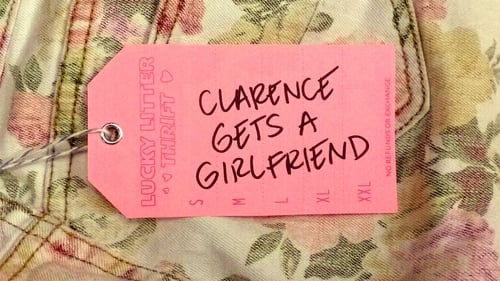 LUCKY LITTER
THRIFT
CLARENCE
GETS A
GIRLFRIEND
S M L XL XXL
NO REFUNDS OR EXCHANGE